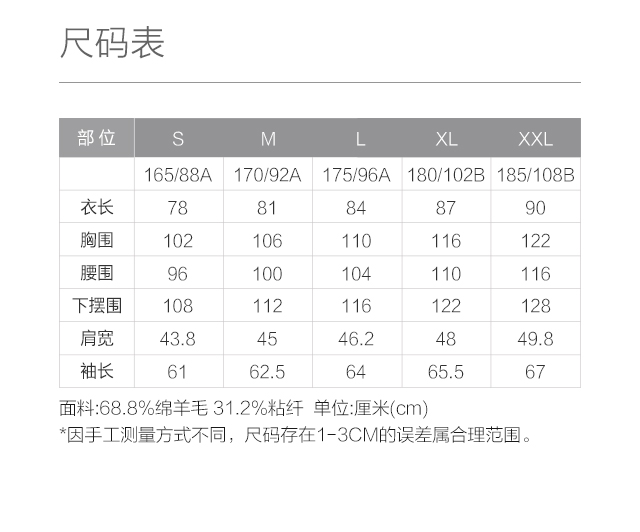 尺码表
部位 S M L XL XXL
165/88A 170/92A 175/96A 180/102B 185/108B
衣长 78 81 84 87 90
胸围 102 106 110 116 122
腰围 96 100 104 110 116
下摆围 108 112 116 122 128
肩宽 43.8 45 46.2 48 49.8
袖长 61 62.5 64 65.5 67
面料:68.8%绵羊毛 31.2%粘纤 单位:厘米(cm)
*因手工测量方式不同，尺码存在1-3CM的误差属合理范围。